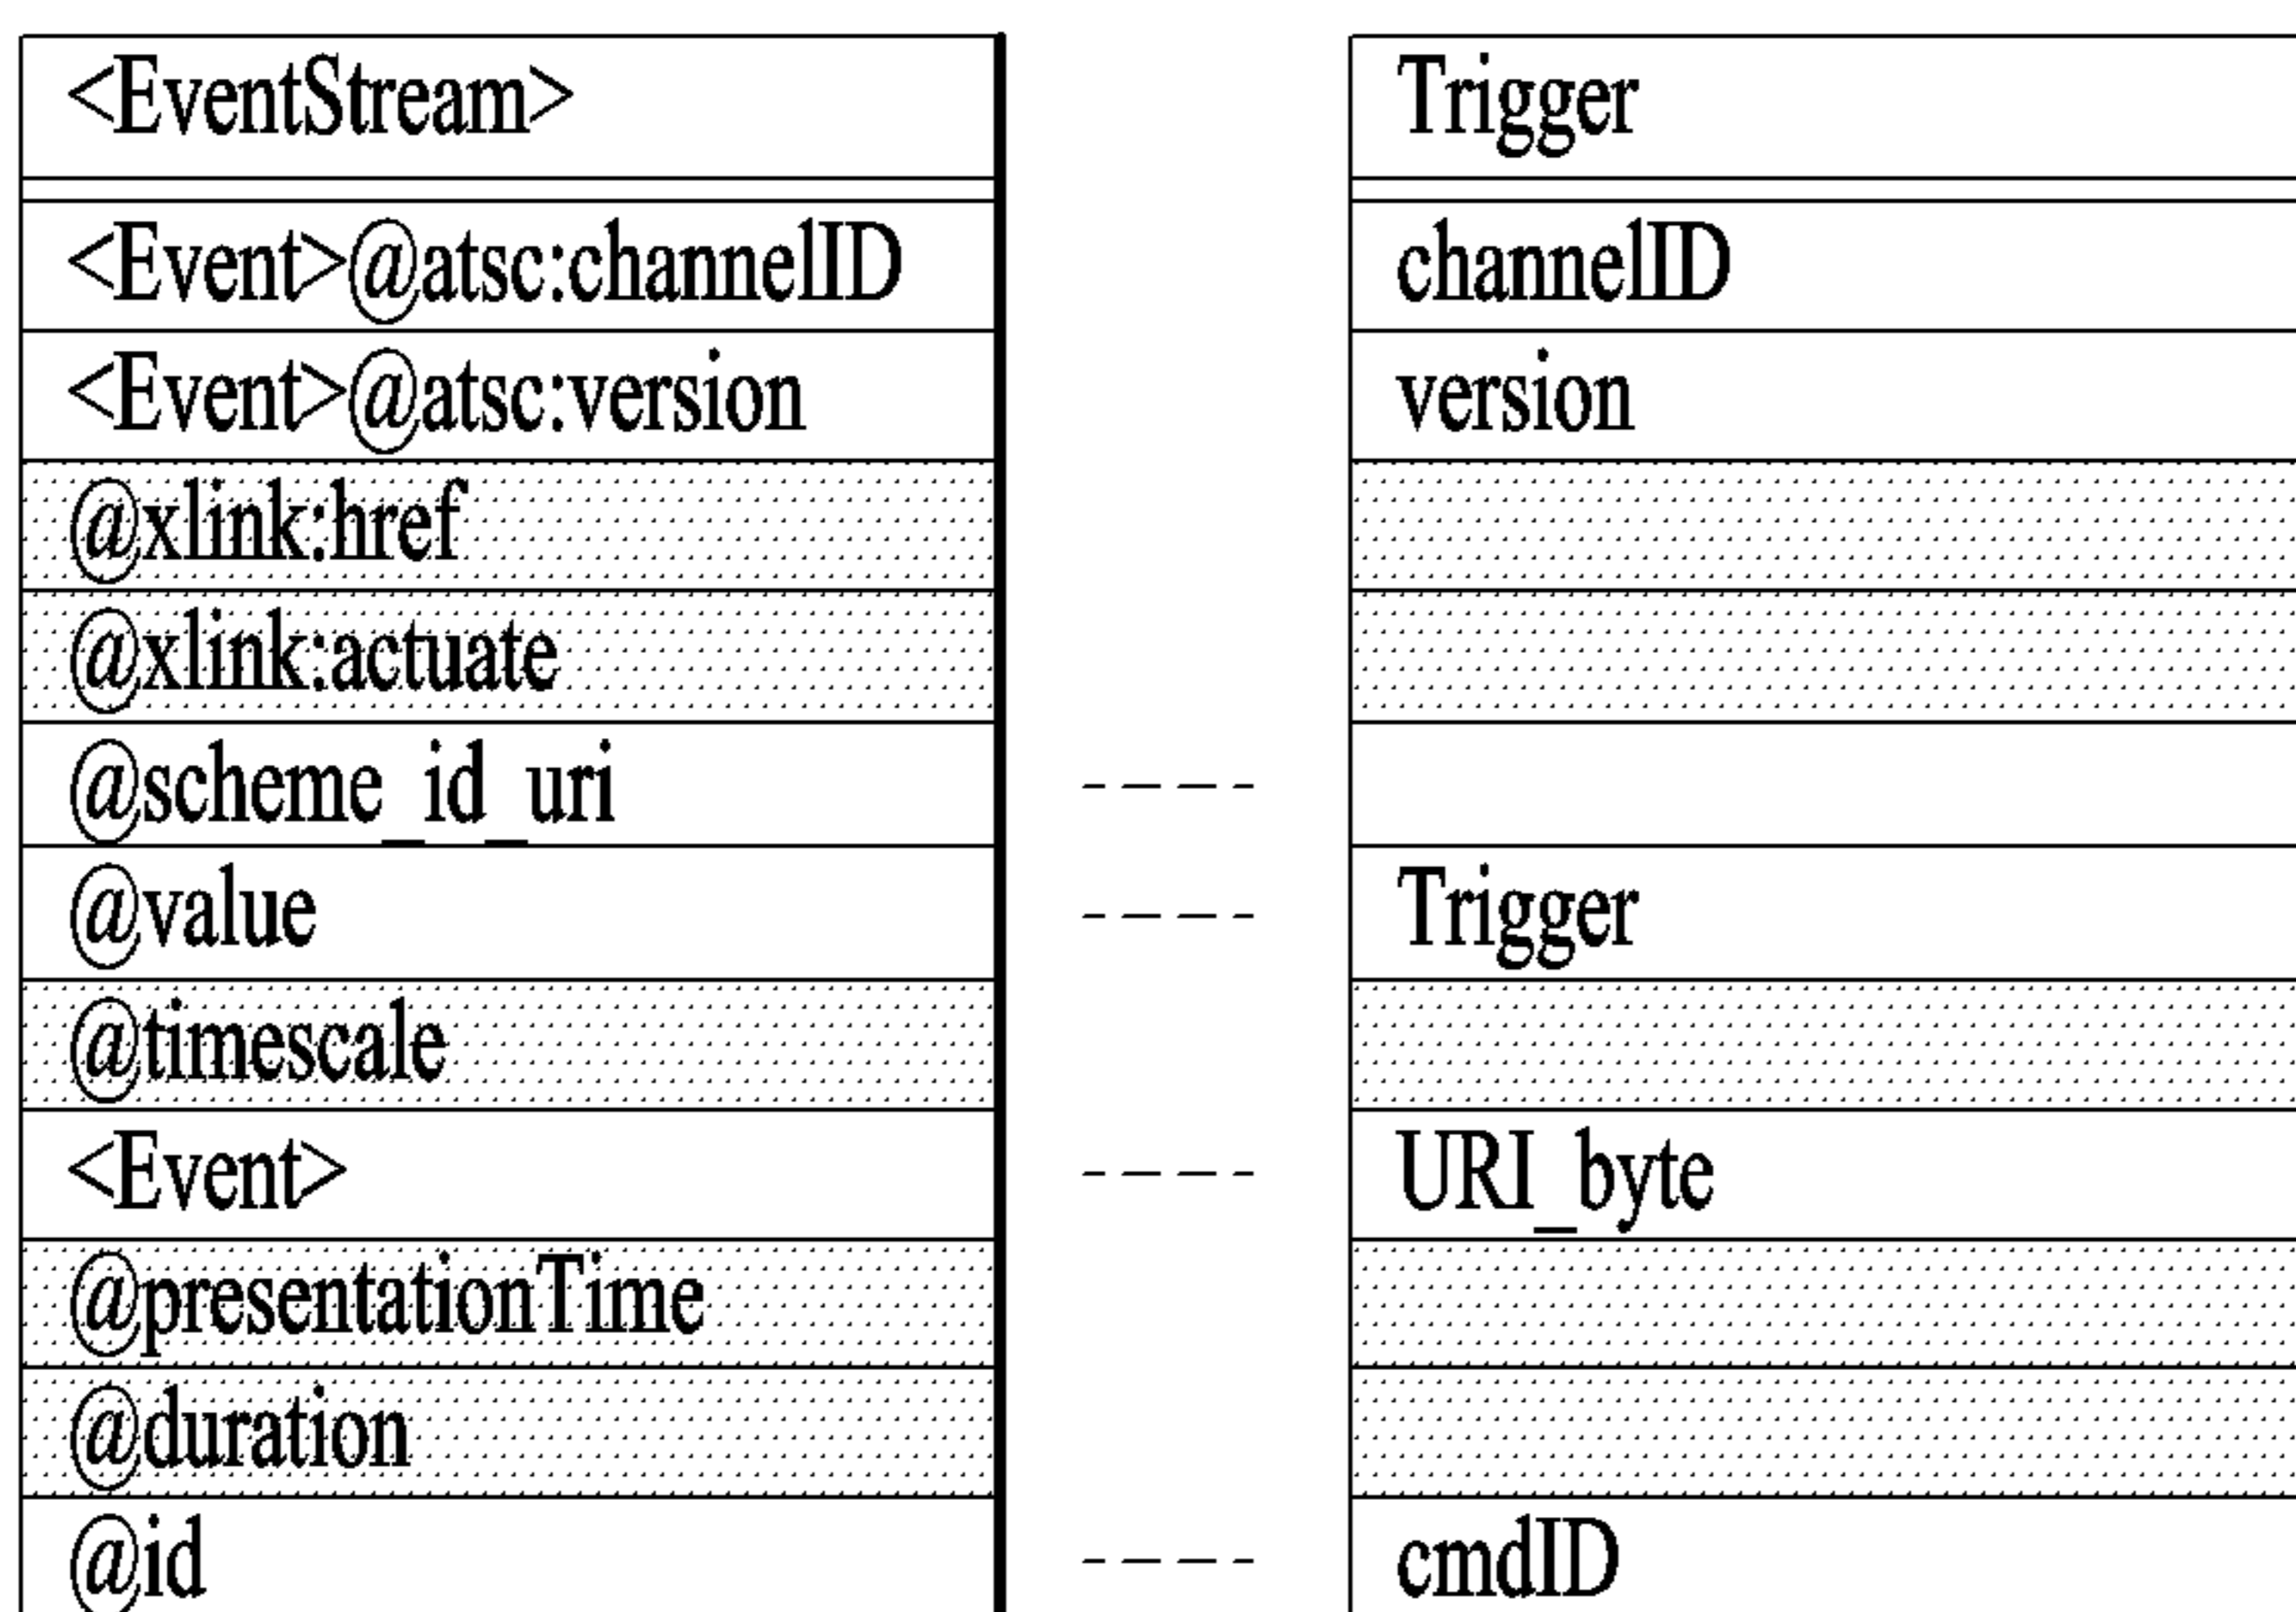 <EventStream> Trigger
<Event>@atsc:channelID channelID
<Event>@atsc:version version
@xlink:href
@xlink:actuate
@scheme_id_uri
@value Trigger
@timescale
<Event> URI_byte
@presentationTime
@duration
@id cmdID